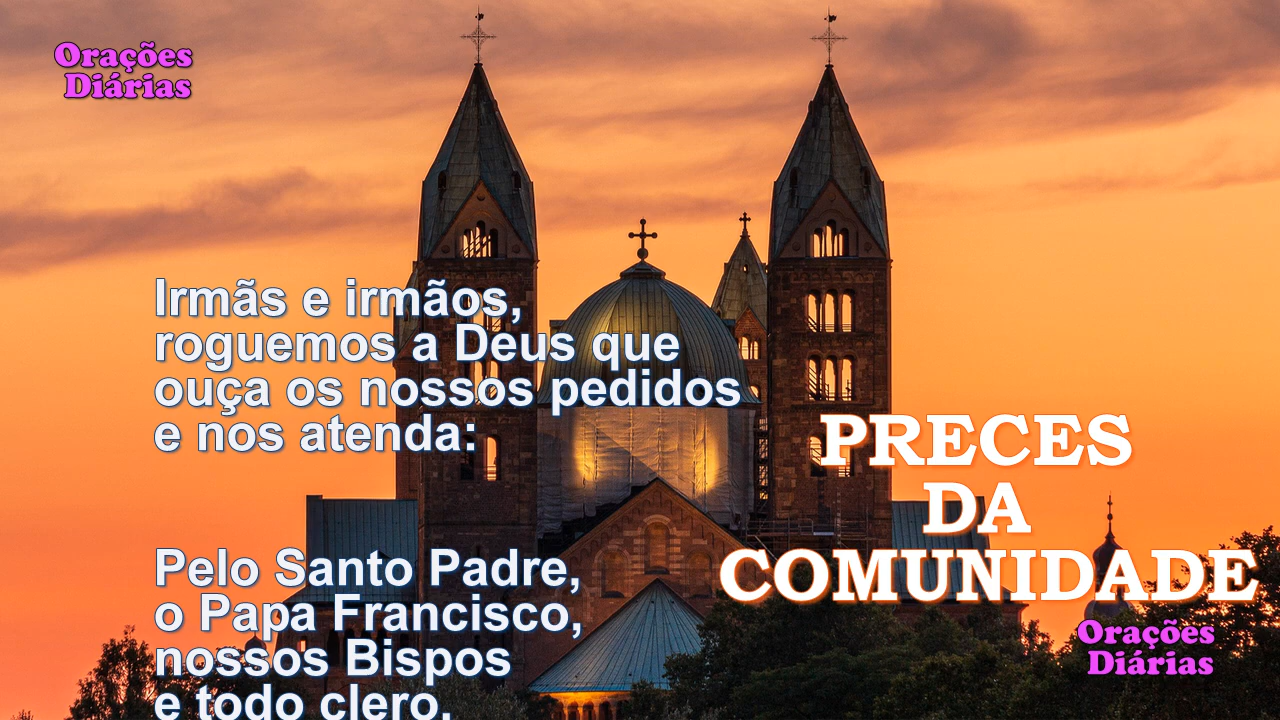 Orações
Diárias
Irmãs e irmãos,
roguemos a Deus que
ouça os nossos pedidos
e nos atenda:
Pelo Santo Padre,
o Papa Francisco,
nossos Bispos
e todo clero.
PRECES
DA
COMUNIDADE
Orações
Diárias